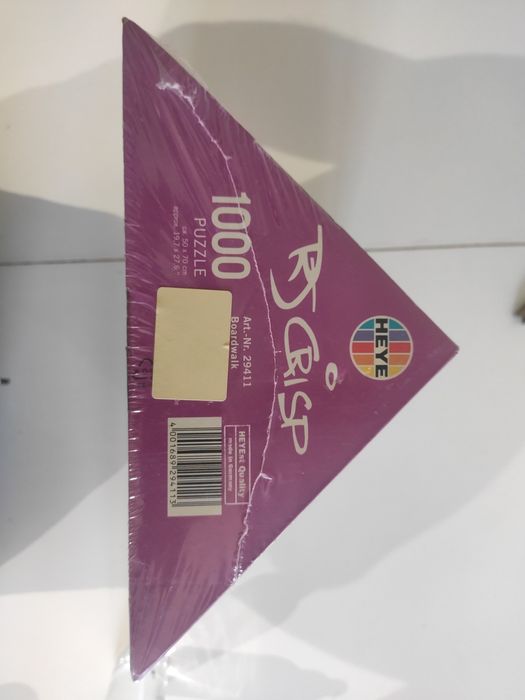 HEYE
RJ CRISP
1000
PUZZLE
ca. 50 x 70 cm
approx. 19.7 x 27.6"
Art.-Nr. 29411
Boardwalk
HEYEst Quality
made in Germany
4 001689 294113